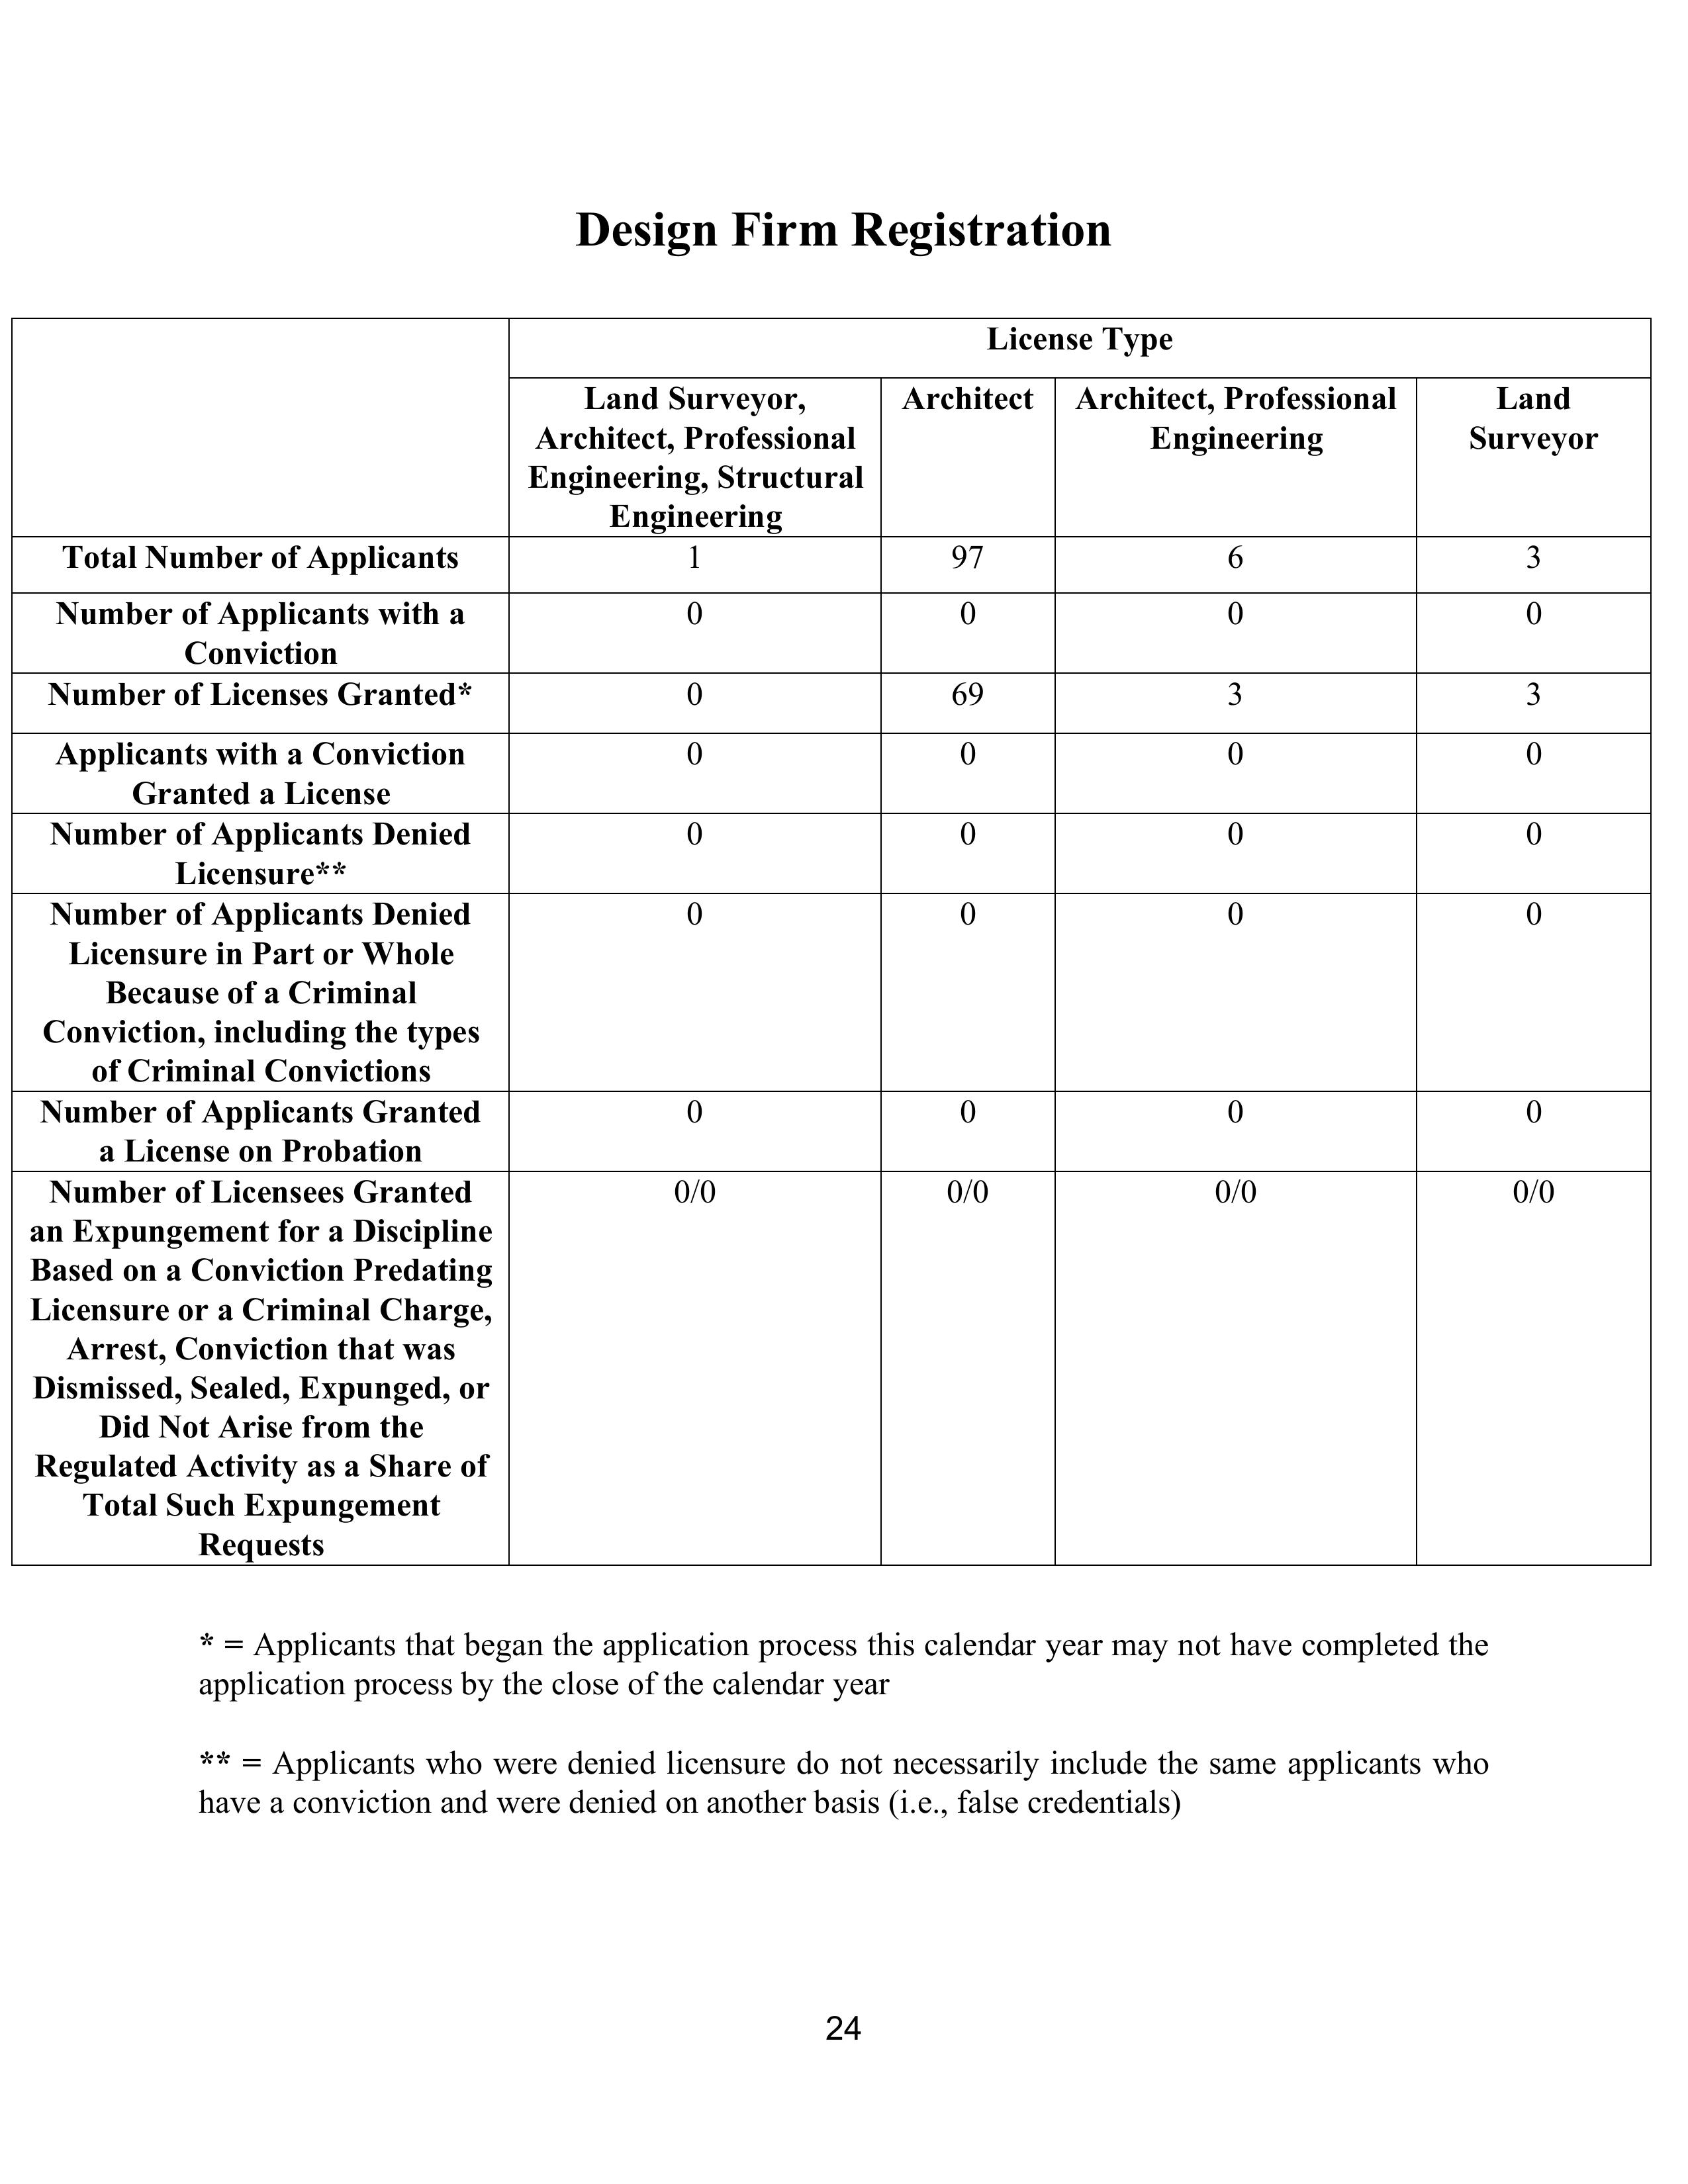 Design Firm Registration
License Type
Land Surveyor,
Architect, Professional
Engineering, Structural
Engineering
Architect
Architect, Professional
Engineering
Land
Surveyor
Total Number of Applicants
1
97
6
3
Number of Applicants with a
Conviction
0
0
0
0
Number of Licenses Granted*
0
69
3
3
Applicants with a Conviction
Granted a License
0
0
0
0
Number of Applicants Denied
Licensure**
0
0
0
0
Number of Applicants Denied
Licensure in Part or Whole
Because of a Criminal
Conviction, including the types
of Criminal Convictions
0
0
0
0
Number of Applicants Granted
a License on Probation
0
0
0
0
Number of Licensees Granted
an Expungement for a Discipline
Based on a Conviction Predating
Licensure or a Criminal Charge,
Arrest, Conviction that was
Dismissed, Sealed, Expunged, or
Did Not Arise from the
Regulated Activity as a Share of
Total Such Expungement
Requests
0/0
0/0
0/0
0/0
* = Applicants that began the application process this calendar year may not have completed the
application process by the close of the calendar year
** = Applicants who were denied licensure do not necessarily include the same applicants who
have a conviction and were denied on another basis (i.e., false credentials)
24